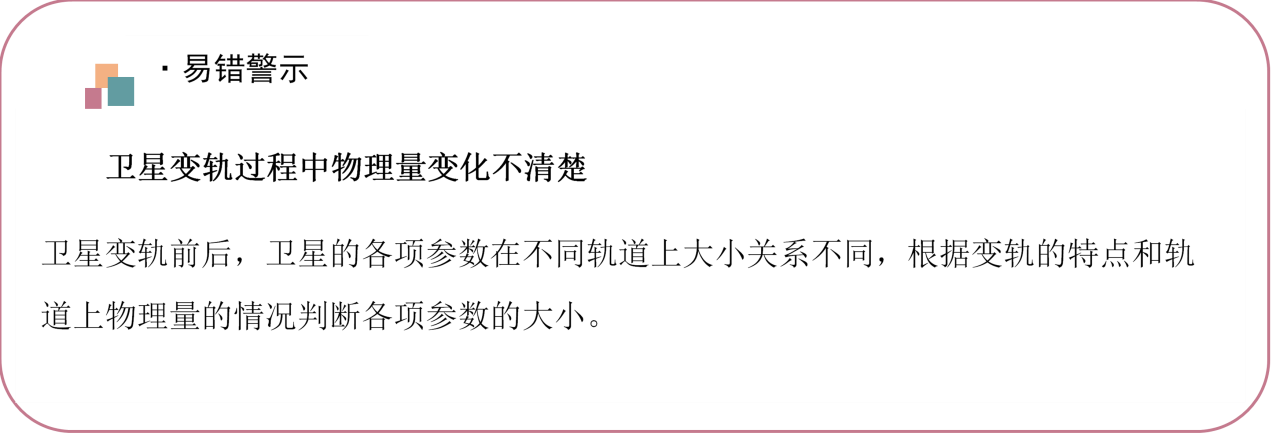 · 易错警示
卫星变轨过程中物理量变化不清楚
卫星变轨前后，卫星的各项参数在不同轨道上大小关系不同，根据变轨的特点和轨
道上物理量的情况判断各项参数的大小。